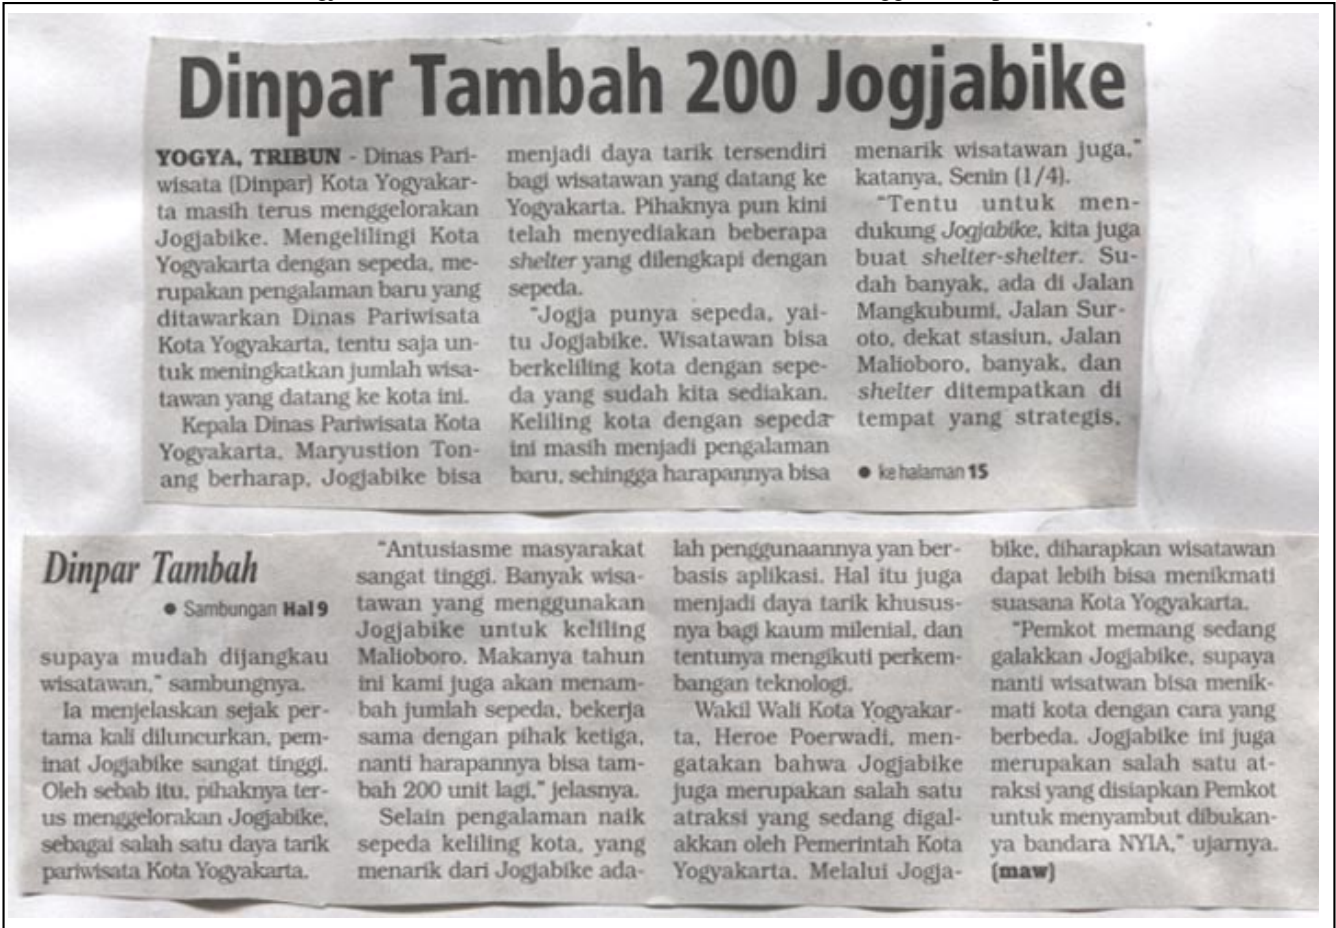 Dinpar Tambah 200 Jogjabike
YOGYA, TRIBUN - Dinas Pari-
wisata (Dinpar) Kota Yogyakar-
ta masih terus menggelorakan
Jogjabike. Mengelilingi Kota
Yogyakarta dengan sepeda, me-
rupakan pengalaman baru yang
ditawarkan Dinas Pariwisata
Kota Yogyakarta, tentu saja un-
tuk meningkatkan jumlah wisa-
tawan yang datang ke kota ini.
Kepala Dinas Pariwisata Kota
Yogyakarta, Maryustion Ton-
ang berharap, Jogjabike bisa
menjadi daya tarik tersendiri
bagi wisatawan yang datang ke
Yogyakarta. Pihaknya pun kini
telah menyediakan beberapa
shelter yang dilengkapi dengan
sepeda.
"Jogja punya sepeda, yai-
tu Jogjabike. Wisatawan bisa
berkeliling kota dengan sepe-
da yang sudah kita sediakan.
Keliling kota dengan sepeda
ini masih menjadi pengalaman
baru, sehingga harapannya bisa
menarik wisatawan juga,"
katanya, Senin (1/4).
"Tentu untuk men-
dukung Jogjabike, kita juga
buat shelter-shelter. Su-
dah banyak, ada di Jalan
Mangkubumi, Jalan Sur-
oto, dekat stasiun, Jalan
Malioboro, banyak, dan
shelter ditempatkan di
tempat yang strategis,
● ke halaman 15
Dinpar Tambah
● Sambungan Hal 9
supaya mudah dijangkau
wisatawan," sambungnya.
Ia menjelaskan sejak per-
tama kali diluncurkan, pem-
inat Jogjabike sangat tinggi.
Oleh sebab itu, pihaknya ter-
us menggelorakan Jogjabike,
sebagai salah satu daya tarik
pariwisata Kota Yogyakarta.
"Antusiasme masyarakat
sangat tinggi. Banyak wisa-
tawan yang menggunakan
Jogjabike untuk keliling
Malioboro. Makanya tahun
ini kami juga akan menam-
bah jumlah sepeda, bekerja
sama dengan pihak ketiga,
nanti harapannya bisa tam-
bah 200 unit lagi," jelasnya.
Selain pengalaman naik
sepeda keliling kota, yang
menarik dari Jogjabike ada-
lah penggunaannya yan ber-
basis aplikasi. Hal itu juga
menjadi daya tarik khusus-
nya bagi kaum milenial, dan
tentunya mengikuti perkem-
bangan teknologi.
Wakil Wali Kota Yogyakar-
ta, Heroe Poerwadi, men-
gatakan bahwa Jogjabike
juga merupakan salah satu
atraksi yang sedang digal-
akkan oleh Pemerintah Kota
Yogyakarta. Melalui Jogja-
bike, diharapkan wisatawan
dapat lebih bisa menikmati
suasana Kota Yogyakarta.
"Pemkot memang sedang
galakkan Jogjabike, supaya
nanti wisatwan bisa menik-
mati kota dengan cara yang
berbeda. Jogjabike ini juga
merupakan salah satu at-
raksi yang disiapkan Pemkot
untuk menyambut dibukan-
ya bandara NYIA," ujarnya.
(maw)